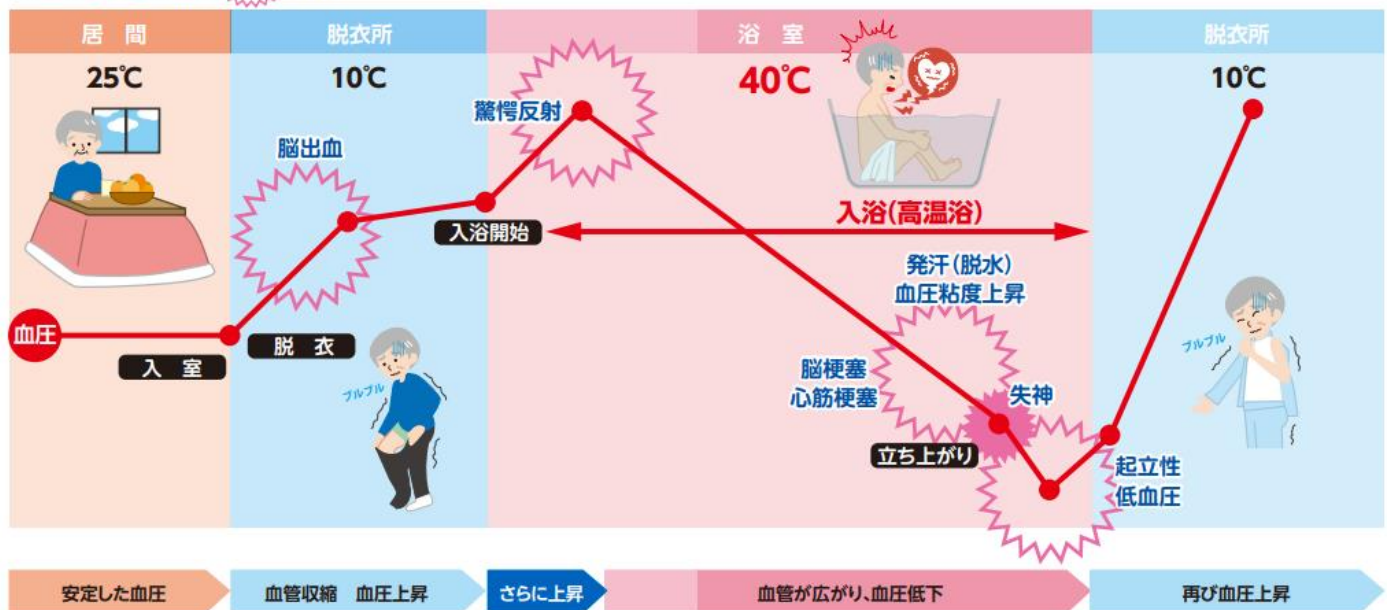 居間
脱衣所
浴室
脱衣所
25℃
10℃
40℃
10℃
脳出血
驚愕反射
入浴開始
入浴(高温浴)
発汗(脱水)
血圧粘度上昇
血圧
入室
脱衣
ブルブル
脳梗塞
心筋梗塞
失神
立ち上がり
起立性
低血圧
ブルブル
安定した血圧
血管収縮 血圧上昇
さらに上昇
血管が広がり、血圧低下
再び血圧上昇